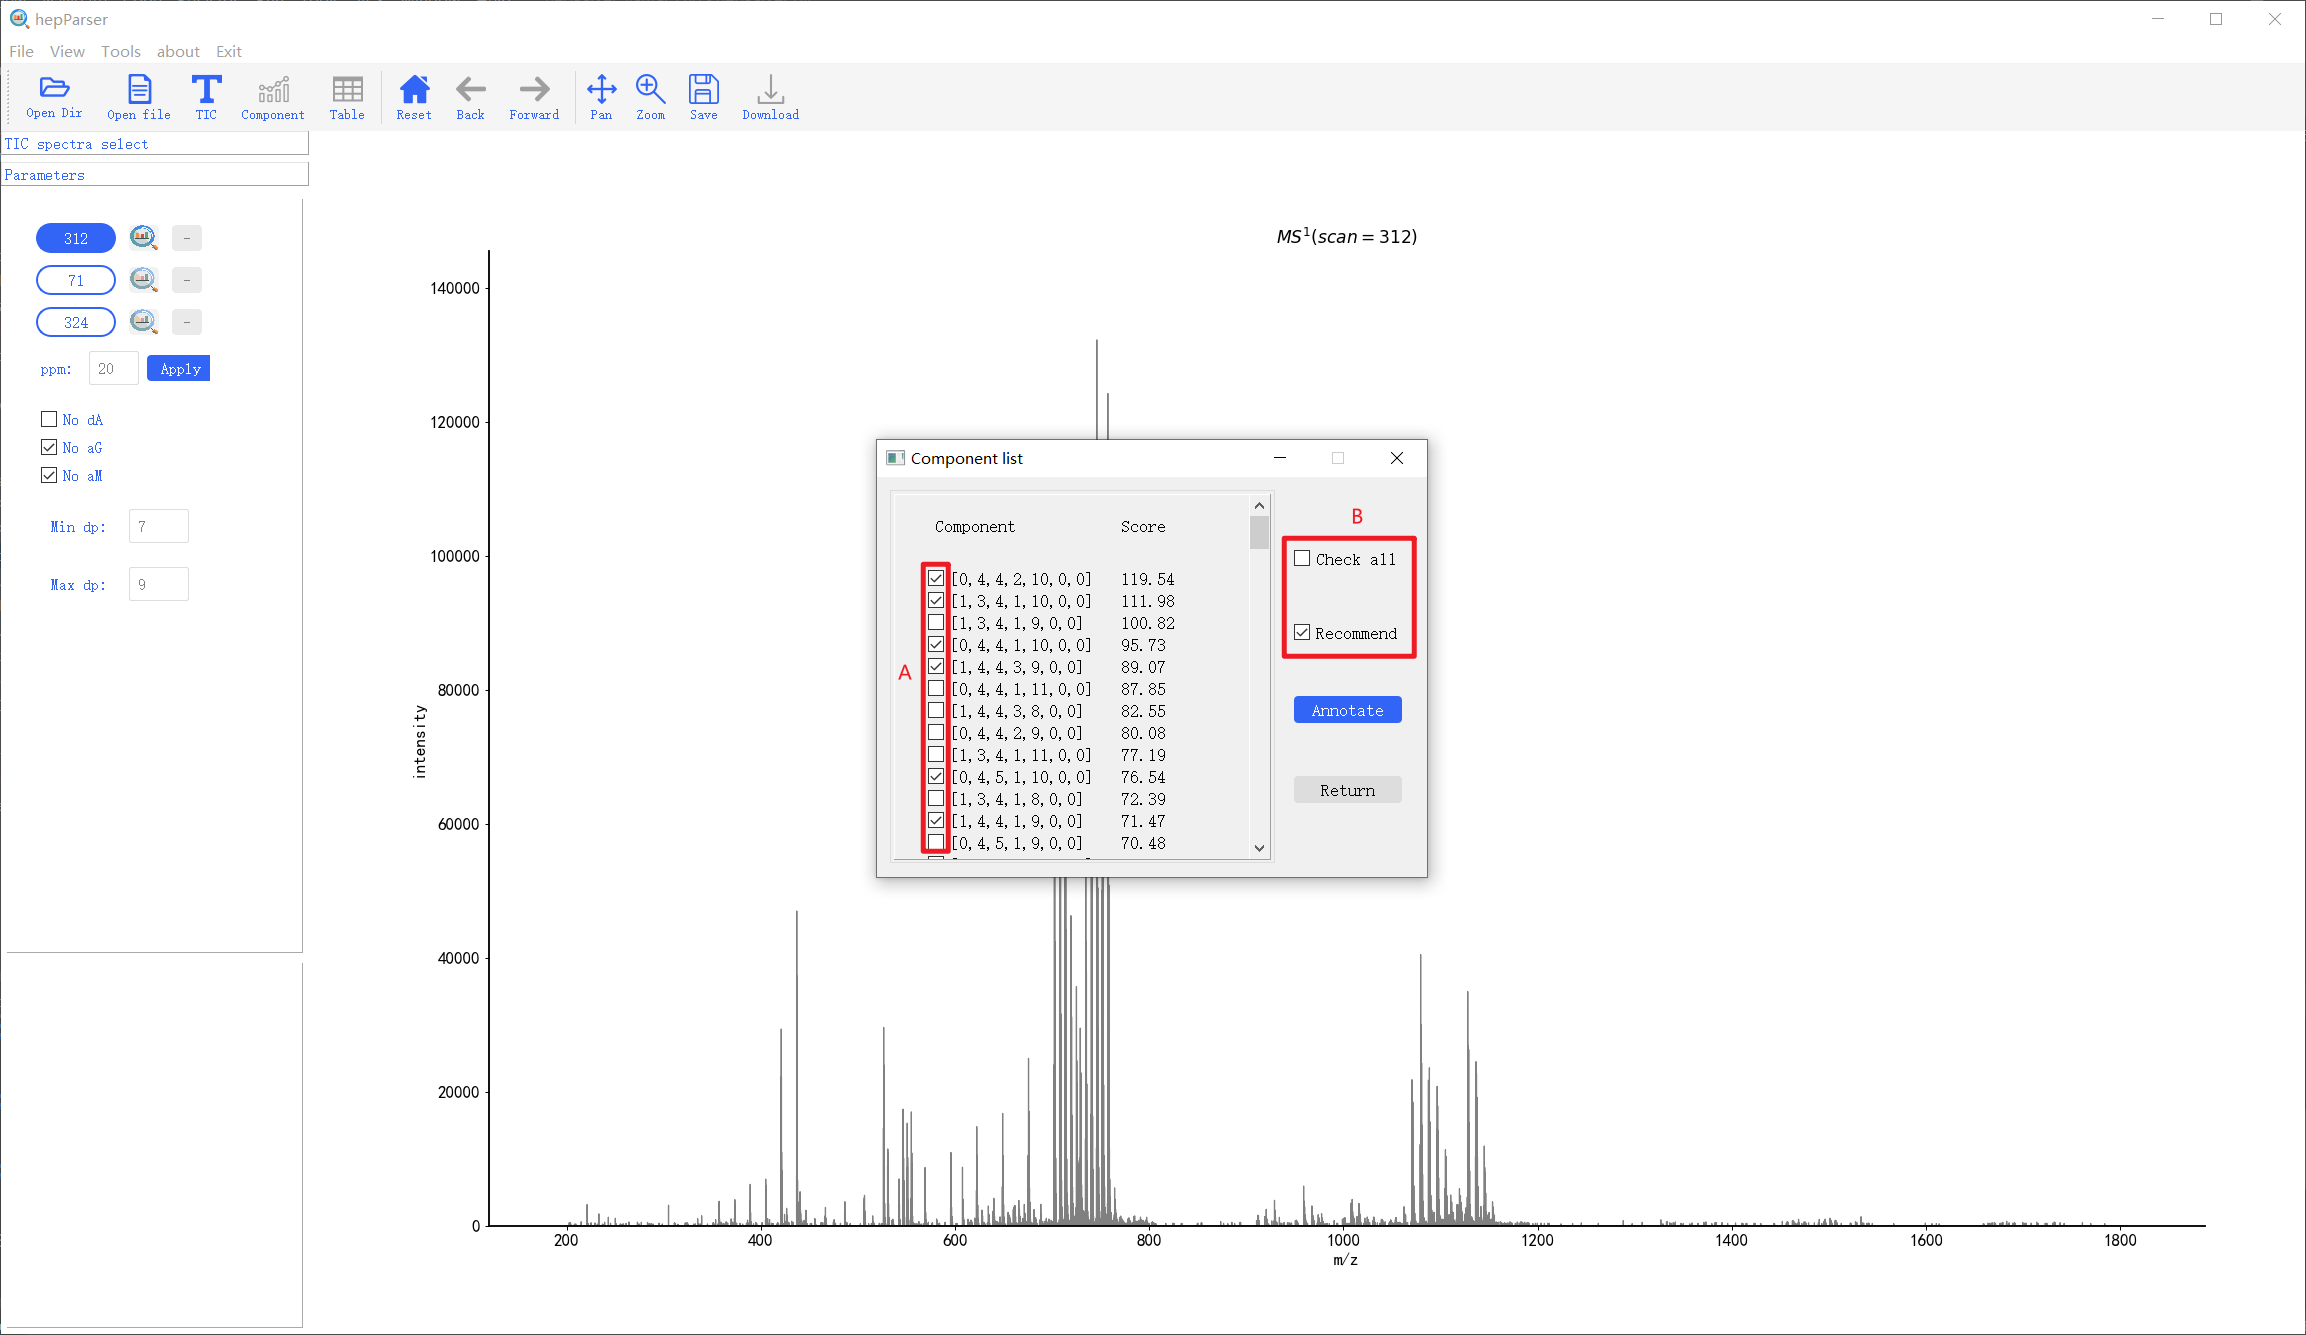 hepParser
File View Tools about Exit
Open Dir Open file TIC Component Table Reset Back Forward Pan Zoom Save Download
TIC spectra select
Parameters
312 -
71 -
324 -
ppm: 20 Apply
No dA
No aG
No aM
Min dp: 7
Max dp: 9
MS1(scan=312)
140000
120000
100000
80000
60000
40000
20000
0
intensity
200 400 600 800 1000 1200 1400 1600 1800
m/z
Component list
Component Score
[0,4,4,2,10,0,0] 119.54
[1,3,4,1,10,0,0] 111.98
[1,3,4,1,9,0,0] 100.82
[0,4,4,1,10,0,0] 95.73
[1,4,4,3,9,0,0] 89.07
[0,4,4,1,11,0,0] 87.85
[1,4,4,3,8,0,0] 82.55
[0,4,4,2,9,0,0] 80.08
[1,3,4,1,11,0,0] 77.19
[0,4,5,1,10,0,0] 76.54
[1,3,4,1,8,0,0] 72.39
[1,4,4,1,9,0,0] 71.47
[0,4,5,1,9,0,0] 70.48
A
B
Check all
Recommend
Annotate
Return